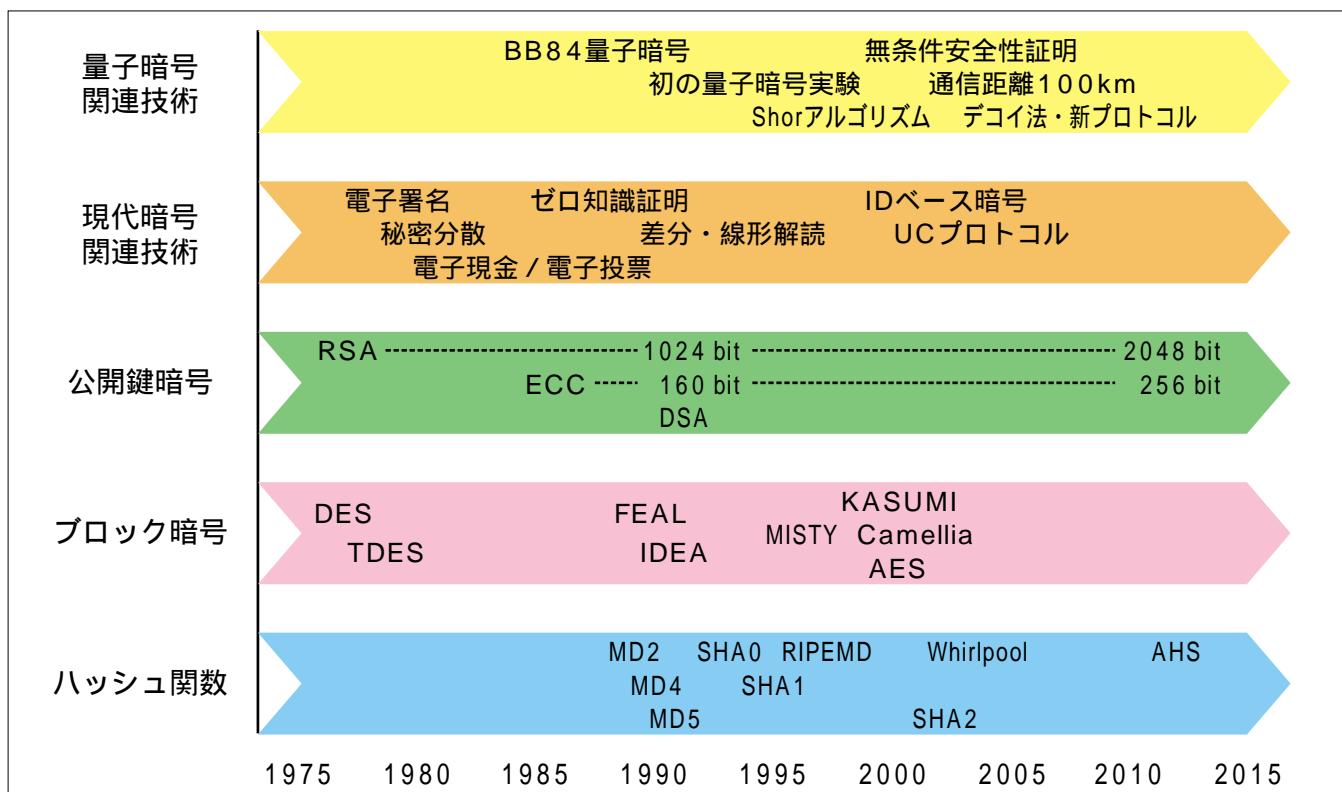 量子暗号
関連技術
BB84量子暗号 無条件安全性証明
初の量子暗号実験 通信距離100km
Shorアルゴリズム デコイ法・新プロトコル
現代暗号
関連技術
電子署名 ゼロ知識証明 IDベース暗号
秘密分散 差分・線形解読 UCプロトコル
電子現金/電子投票
公開鍵暗号
RSA 1024 bit 2048 bit
ECC 160 bit 256 bit
DSA
ブロック暗号
DES FEAL KASUMI
MISTY Camellia
TDES IDEA AES
ハッシュ関数
MD2 SHA0 RIPEMD Whirlpool AHS
MD4 SHA1
MD5 SHA2
1975 1980 1985 1990 1995 2000 2005 2010 2015